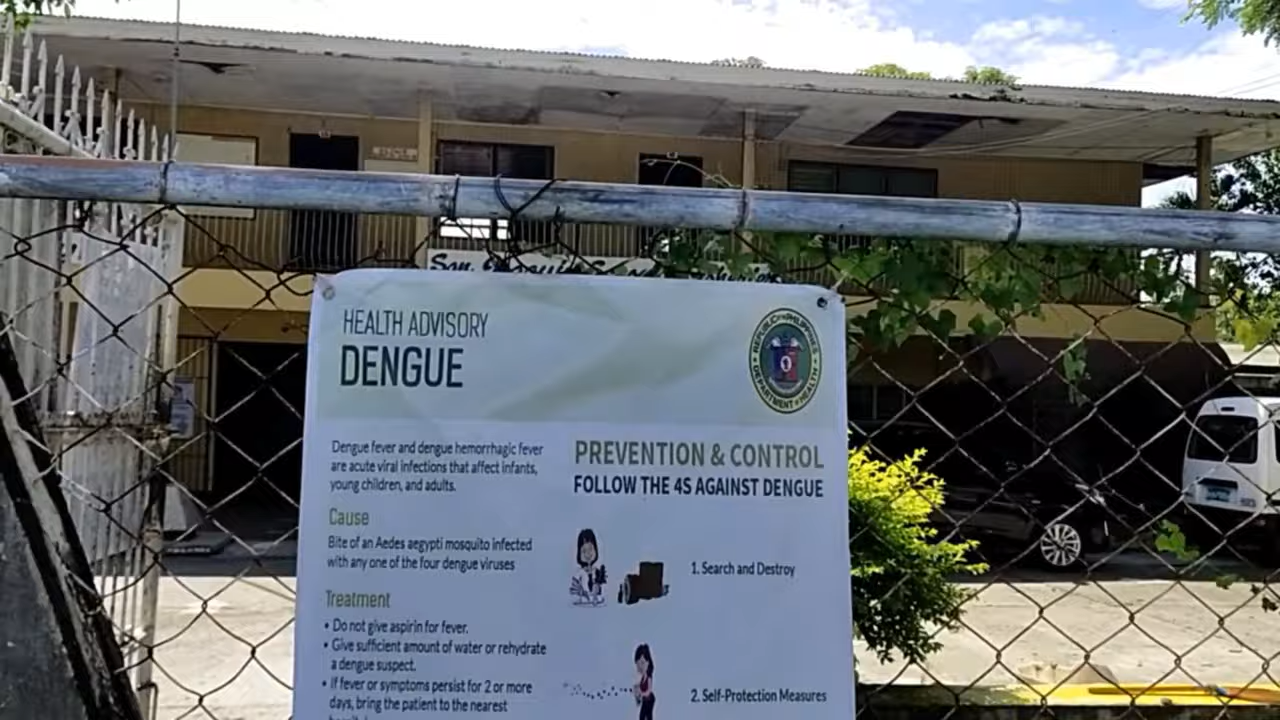 HEALTH ADVISORY
DENGUE
REPUBLIC PHILIPPINES
DEPARTMENT OF HEALTH
Dengue fever and dengue hemorrhagic fever
are acute viral infections that affect infants,
young children, and adults.
Cause
Bite of an Aedes aegypti mosquito infected
with any one of the four dengue viruses
Treatment
• Do not give aspirin for fever.
• Give sufficient amount of water or rehydrate
a dengue suspect.
• If fever or symptoms persist for 2 or more
days, bring the patient to the nearest
PREVENTION & CONTROL
FOLLOW THE 4S AGAINST DENGUE
1. Search and Destroy
2. Self-Protection Measures